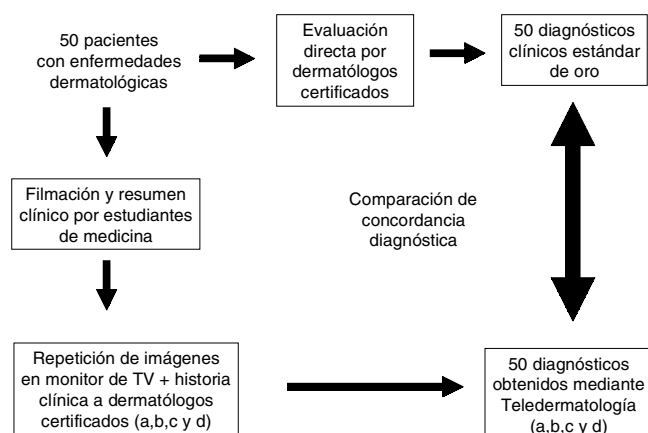 50 pacientes
con enfermedades
dermatológicas
Evaluación
directa por
dermatólogos
certificados
50 diagnósticos
clínicos estándar
de oro
Filmación y resumen
clínico por estudiantes
de medicina
Comparación de
concordancia
diagnóstica
Repetición de imágenes
en monitor de TV + historia
clínica a dermatólogos
certificados (a,b,c y d)
50 diagnósticos
obtenidos mediante
Teledermatología
(a,b,c y d)